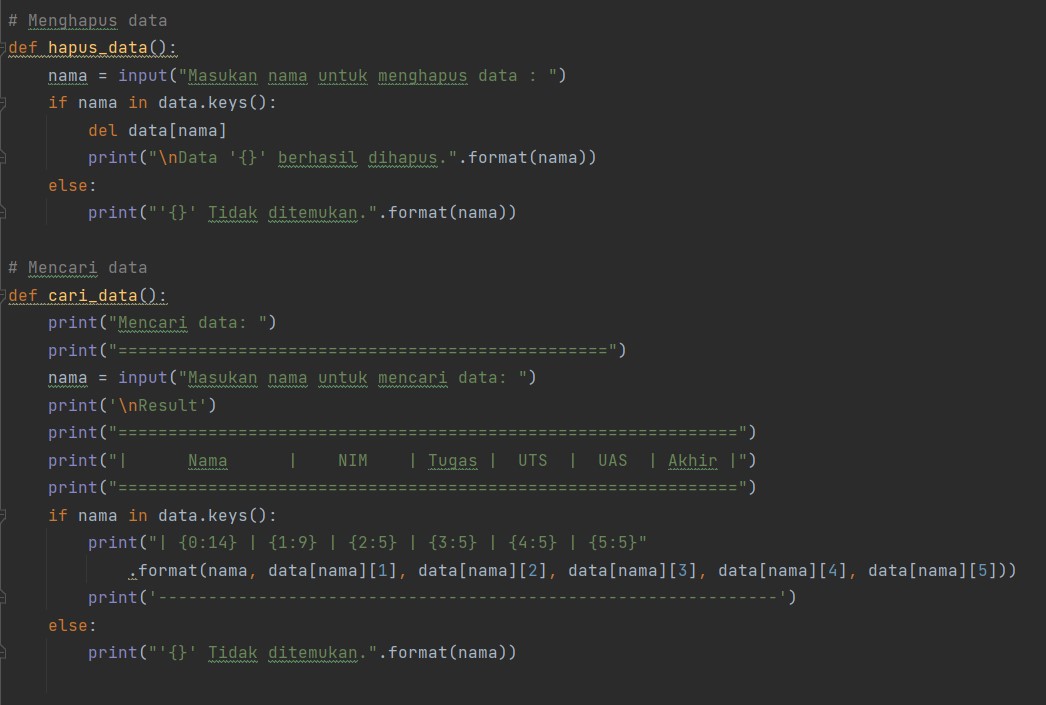 # Menghapus data
def hapus_data():
    nama = input("Masukan nama untuk menghapus data : ")
    if nama in data.keys():
        del data[nama]
        print("\nData '{}' berhasil dihapus.".format(nama))
    else:
        print("'{}' Tidak ditemukan.".format(nama))

# Mencari data
def cari_data():
    print("Mencari data: ")
    print("=================================================")
    nama = input("Masukan nama untuk mencari data: ")
    print('\nResult')
    print("==============================================================")
    print("|      Nama      |    NIM    | Tugas |  UTS  |  UAS  | Akhir |")
    print("==============================================================")
    if nama in data.keys():
        print("| {0:14} | {1:9} | {2:5} | {3:5} | {4:5} | {5:5}"
            .format(nama, data[nama][1], data[nama][2], data[nama][3], data[nama][4], data[nama][5]))
        print('--------------------------------------------------------------')
    else:
        print("'{}' Tidak ditemukan.".format(nama))